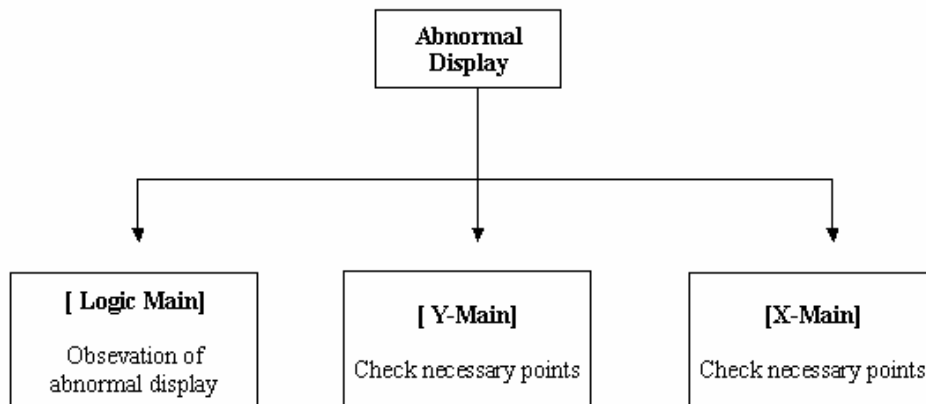 Abnormal
Display
[ Logic Main]
Obsevation of
abnormal display
[ Y-Main]
Check necessary points
[X-Main]
Check necessary points